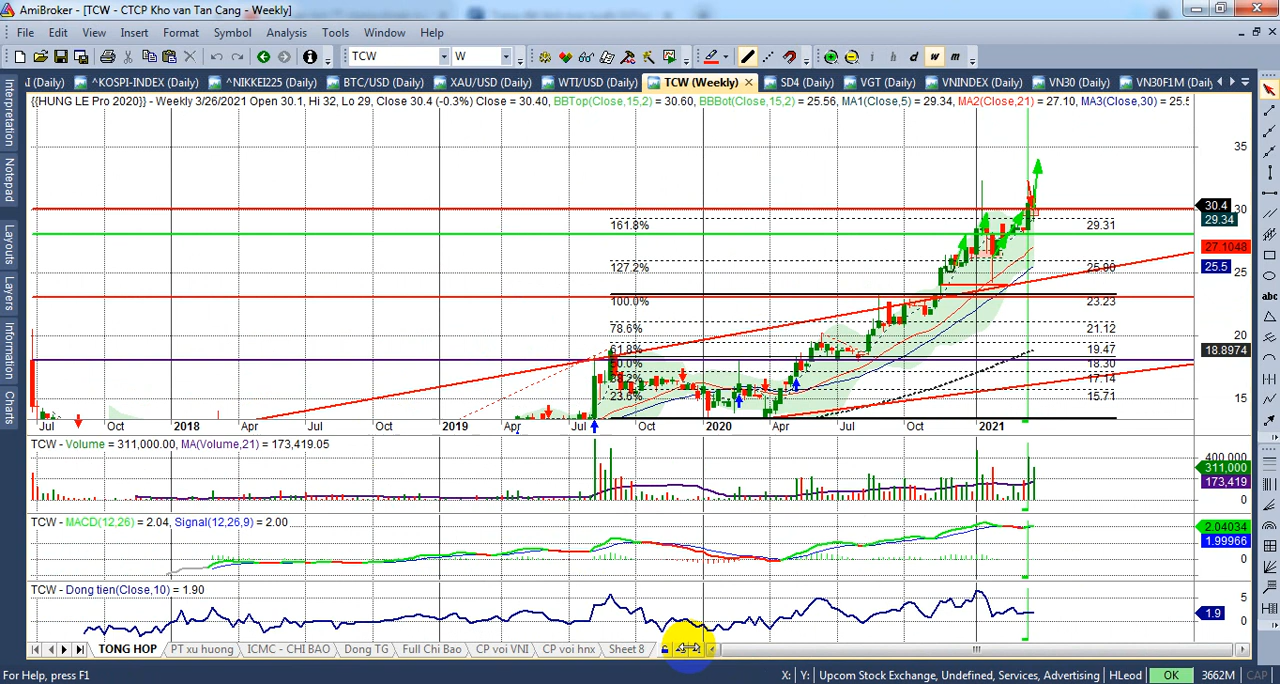 AmiBroker - [TCW - CTCP Kho van Tan Cang - Weekly]
File Edit View Insert Format Symbol Analysis Tools Window Help
TCW W i h d w m
I (Daily) ^KOSPI-INDEX (Daily) ^NIKKEI225 (Daily) BTC/USD (Daily) XAU/USD (Daily) WTI/USD (Daily) TCW (Weekly) SD4 (Daily) VGT (Daily) VNINDEX (Daily) VN30 (Daily) VN30F1M (Daily)
{{HUNG LE Pro 2020}} - Weekly 3/26/2021 Open 30.1, Hi 32, Lo 29, Close 30.4 (-0.3%) Close = 30.40, BBTop(Close,15,2) = 30.60, BBBot(Close,15,2) = 25.56, MA1(Close,5) = 29.34, MA2(Close,21) = 27.10, MA3(Close,30) = 25.5
Interpretation
Notepad
Layouts
Layers
Information
Charts
abc
35
30.4 30
161.8% 29.31 29.34
27.1048
127.2% 25.90 25 25.5
100.0% 23.23
78.6% 21.12
20
61.8% 19.47 18.8974
50.0% 18.30
38.2% 17.14
23.6% 15.71 15
Jul Oct 2018 Apr Jul Oct 2019 Apr Jul Oct 2020 Apr Jul Oct 2021
TCW - Volume = 311,000.00, MA(Volume,21) = 173,419.05
400,000
311,000
173,419
0
TCW - MACD(12,26) = 2.04, Signal(12,26,9) = 2.00
2.04034
1.99966
0
TCW - Dong tien(Close,10) = 1.90
5
1.9
0
TONG HOP PT xu huong ICMC - CHI BAO Dong TG Full Chi Bao CP voi VNI CP voi hnx Sheet 8
For Help, press F1 X: Y: Upcom Stock Exchange, Undefined, Services, Advertising HLeod OK 3662M CAP